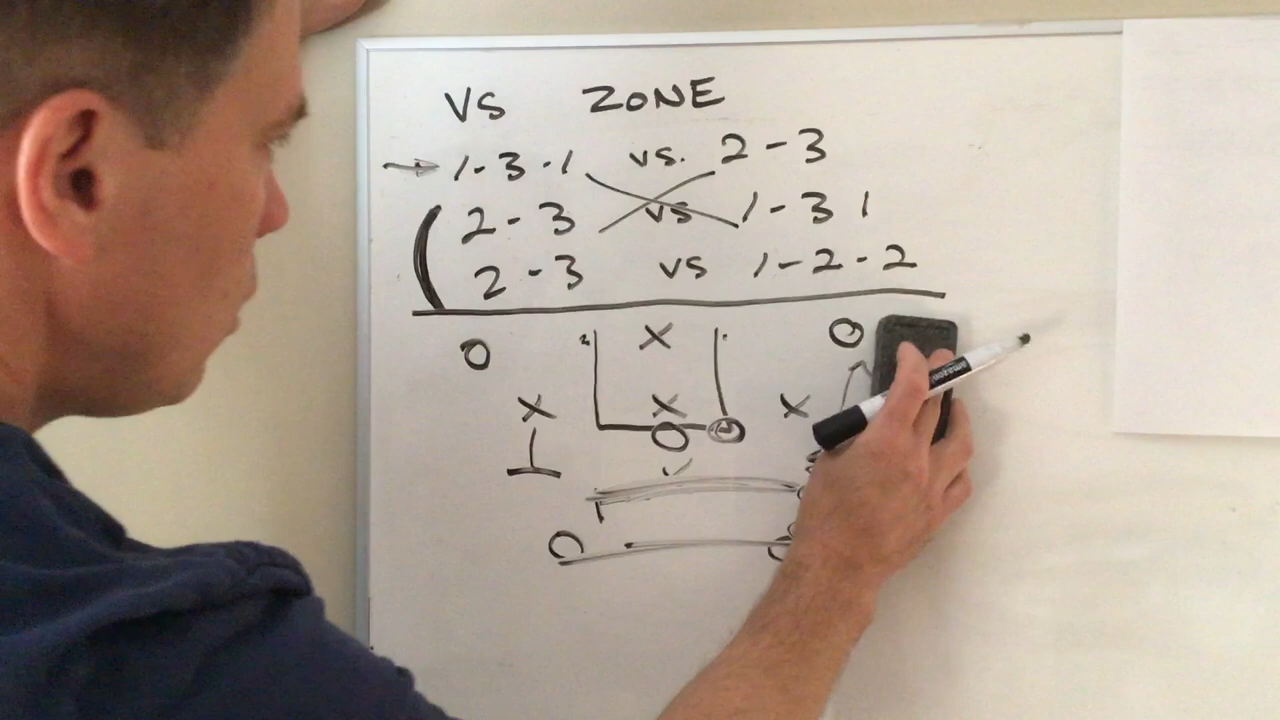 VS ZONE
→ 1-3-1 vs. 2-3
2-3 vs 1-3 1
2-3 vs 1-2-2
O X O
X X X
O
O
amazon